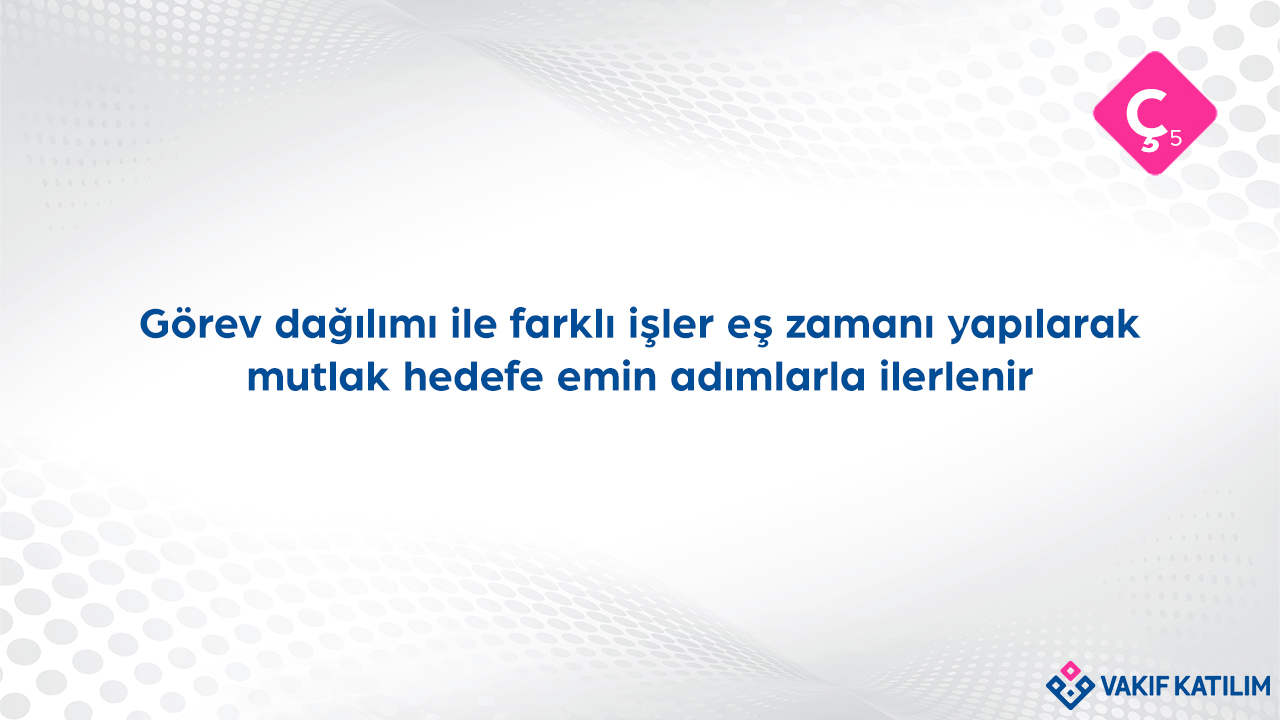 Ç5
Görev dağılımı ile farklı işler eş zamanı yapılarak
mutlak hedefe emin adımlarla ilerlenir
VAKIF KATILIM